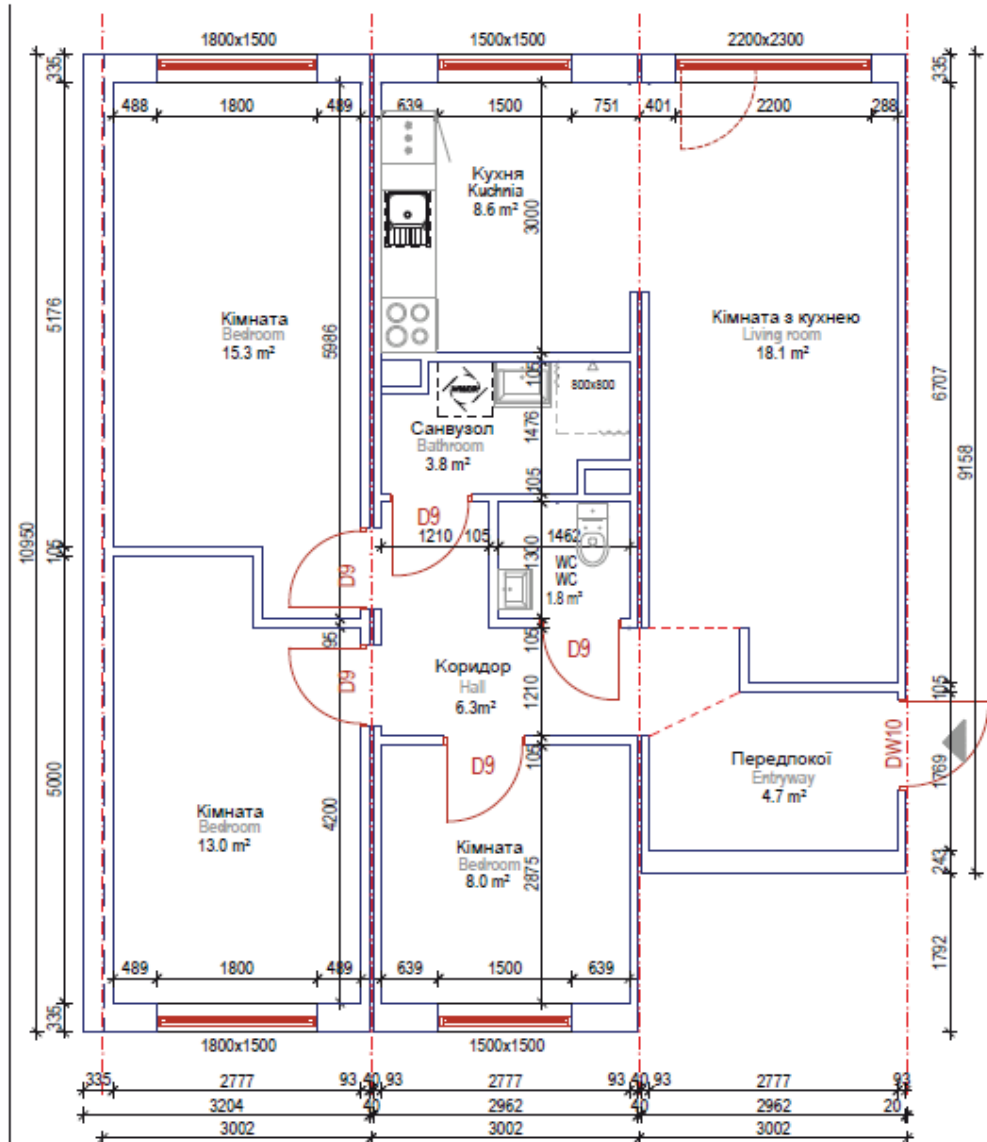 1800x1500
1500x1500
2200x2300
335
335
488
1800
489
639
1500
751
401
2200
288
Кухня
Kuchnia
8.6 m²
3000
5176
5986
Кімната
Bedroom
15.3 m²
Кімната з кухнею
Living room
18.1 m²
6707
9158
105
800x800
1476
Санвузол
Bathroom
3.8 m²
105
D9
1210
105
1462
10950
105
1300
WC
WC
1.8 m²
D9
95
D9
105
D9
Коридор
Hall
6.3m²
1210
105
DW10
1769
Передпокої
Entryway
4.7 m²
D9
105
5000
4200
Кімната
Bedroom
13.0 m²
Кімната
Bedroom
8.0 m²
2875
243
1792
489
1800
489
639
1500
639
335
1800x1500
1500x1500
335
2777
93
40
93
2777
93
40
93
2777
93
3204
40
2962
40
2962
20
3002
3002
3002